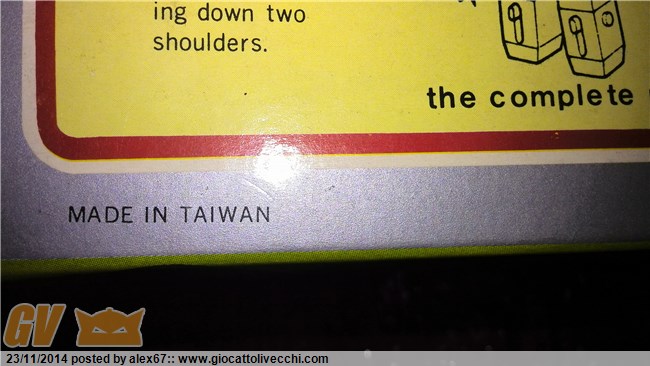 ing down two
shoulders.
the complete
MADE IN TAIWAN
GV
23/11/2014 posted by alex67:: www.giocattolivecchi.com